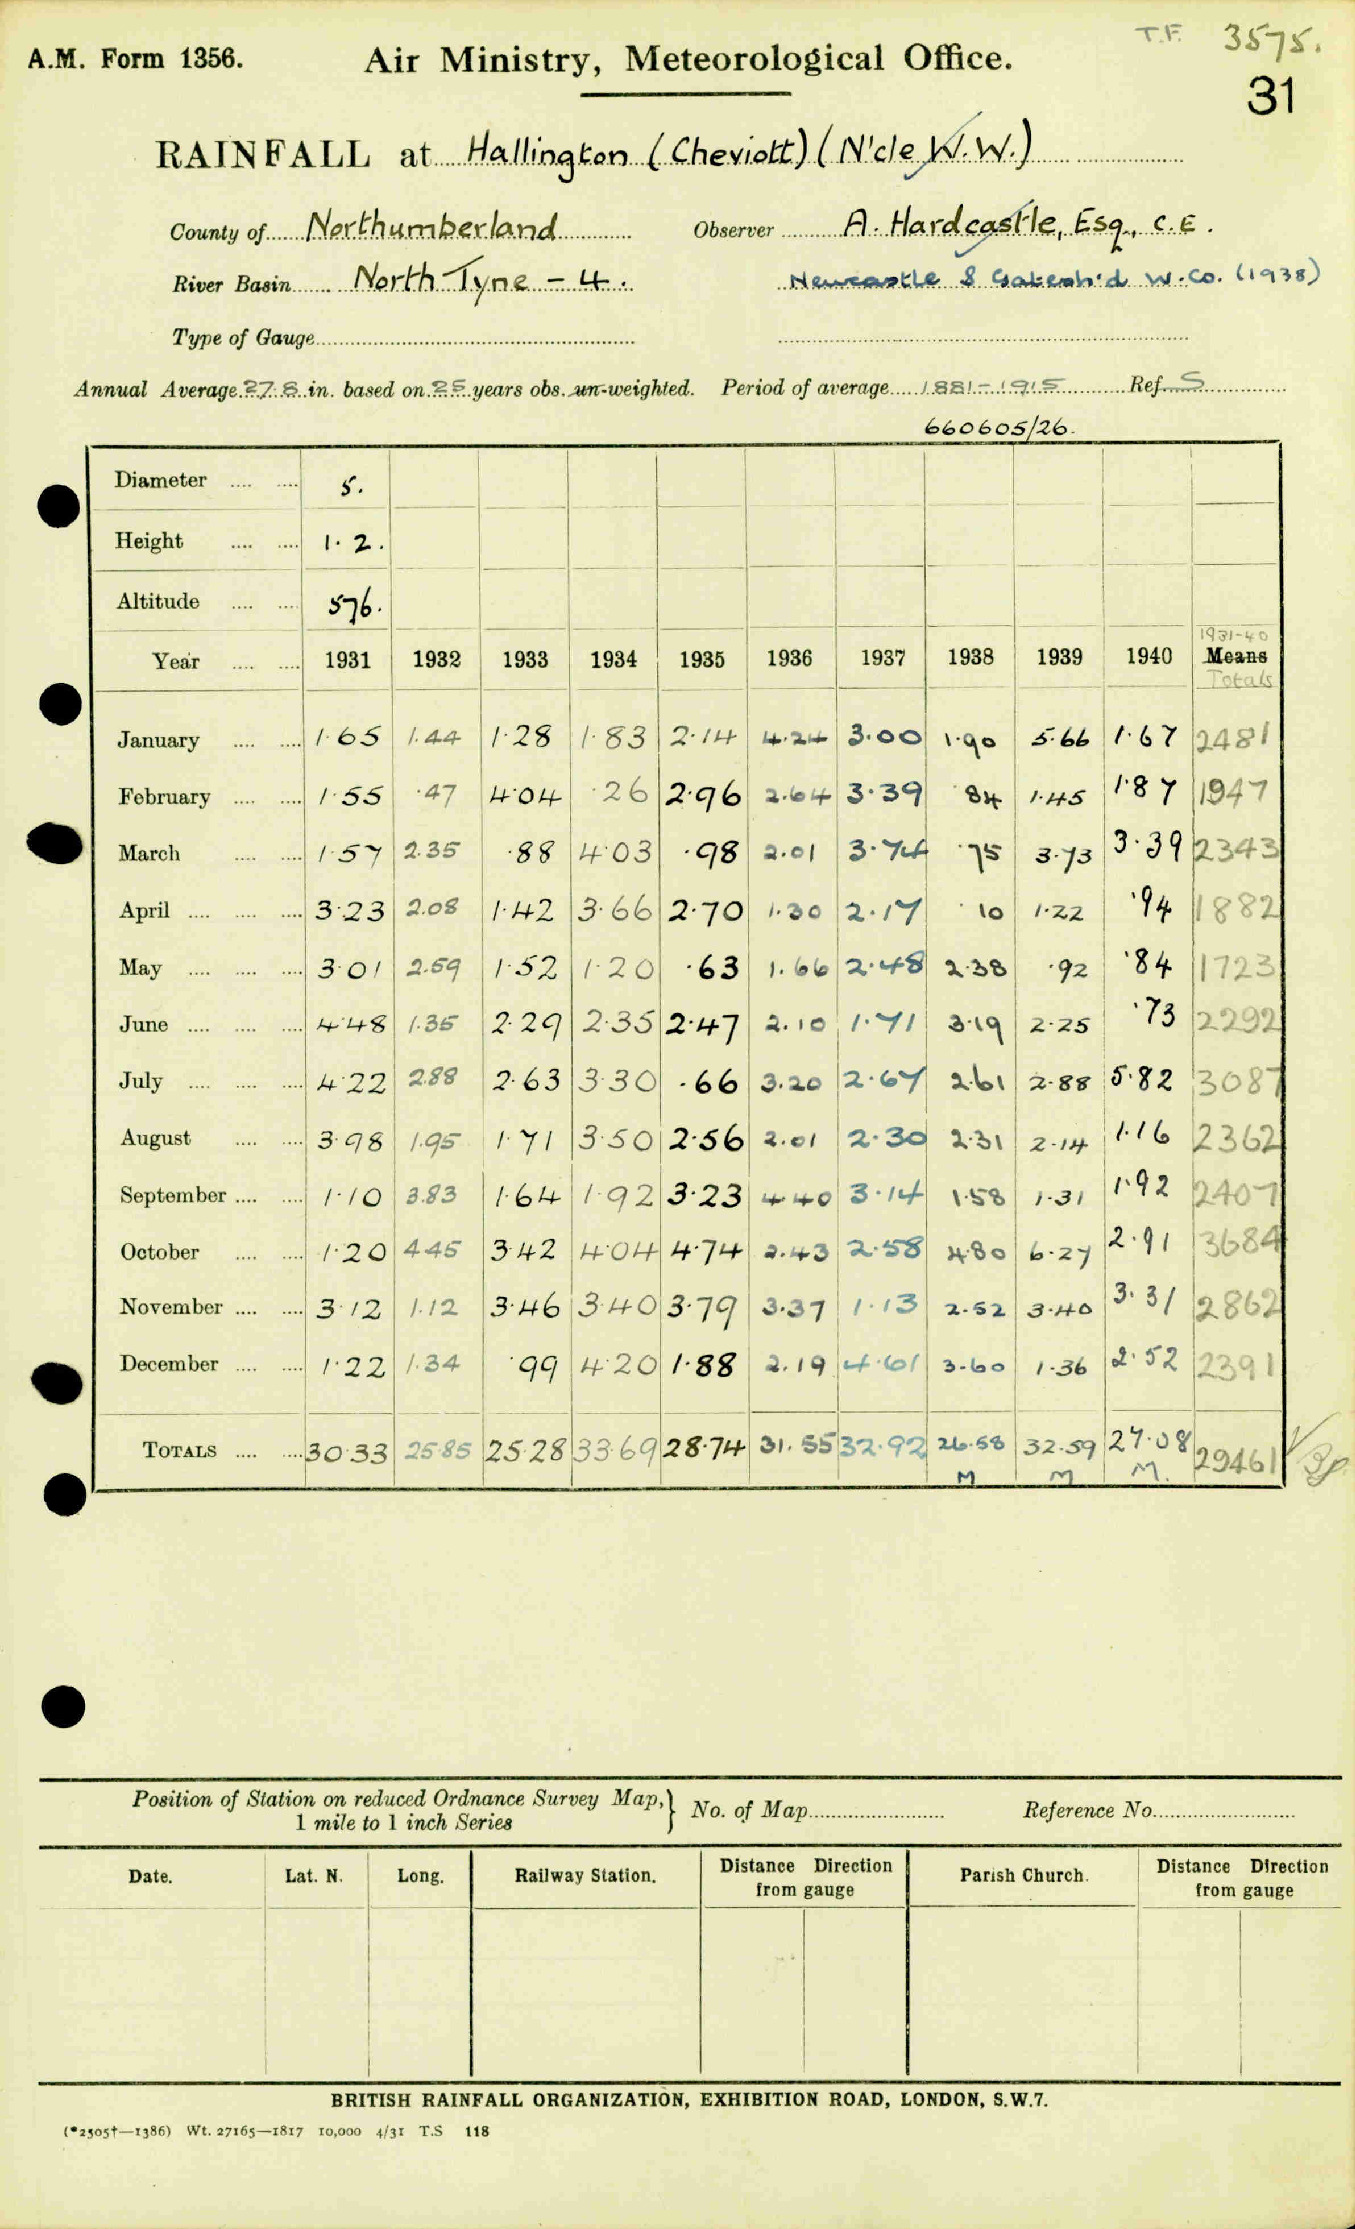 T.F. 3575.
31
A.M. Form 1356. Air Ministry, Meteorological Office.
RAINFALL at Hallington (Cheviott) (N'cle W.W.)
County of Northumberland Observer A. Hardcastle, Esq., C.E.
River Basin North Tyne - 4. Newcastle & Gatesh'd W. Co. (1938)
Type of Gauge
Annual Average 27.8 in. based on 25 years obs. un-weighted. Period of average 1881-1915 Ref. S
660605/26.
Diameter 5.
Height 1.2.
Altitude 576.
1931-40
Year 1931 1932 1933 1934 1935 1936 1937 1938 1939 1940 Means
Totals
January 1.65 1.44 1.28 1.83 2.14 4.24 3.00 1.90 5.66 1.67 2481
February 1.55 .47 4.04 .26 2.96 2.64 3.39 .84 1.45 1.87 1947
March 1.57 2.35 .88 4.03 .98 2.01 3.74 .75 3.73 3.39 2343
April 3.23 2.08 1.42 3.66 2.70 1.30 2.17 .10 1.22 .94 1882
May 3.01 2.59 1.52 1.20 .63 1.66 2.48 2.38 .92 .84 1723
June 4.48 1.35 2.29 2.35 2.47 2.10 1.71 3.19 2.25 .73 2292
July 4.22 2.88 2.63 3.30 .66 3.20 2.67 2.61 2.88 5.82 3087
August 3.98 1.95 1.71 3.50 2.56 2.01 2.30 2.31 2.14 1.16 2362
September 1.10 3.83 1.64 1.92 3.23 4.40 3.14 1.58 1.31 1.92 2407
October 1.20 4.45 3.42 4.04 4.74 2.43 2.58 4.80 6.27 2.91 3684
November 3.12 1.12 3.46 3.40 3.79 3.37 1.13 2.52 3.40 3.31 2862
December 1.22 1.34 .99 4.20 1.88 2.19 4.61 3.60 1.36 2.52 2391
TOTALS 30.33 25.85 25.28 33.69 28.74 31.55 32.92 26.58 32.59 27.08 29461
M M M.
Position of Station on reduced Ordnance Survey Map, } No. of Map Reference No.
1 mile to 1 inch Series
Date. Lat. N. Long. Railway Station. Distance Direction Parish Church. Distance Direction
from gauge from gauge
BRITISH RAINFALL ORGANIZATION, EXHIBITION ROAD, LONDON, S.W.7.
(*2505†—1386) Wt. 27165—1817 10,000 4/31 T.S 118